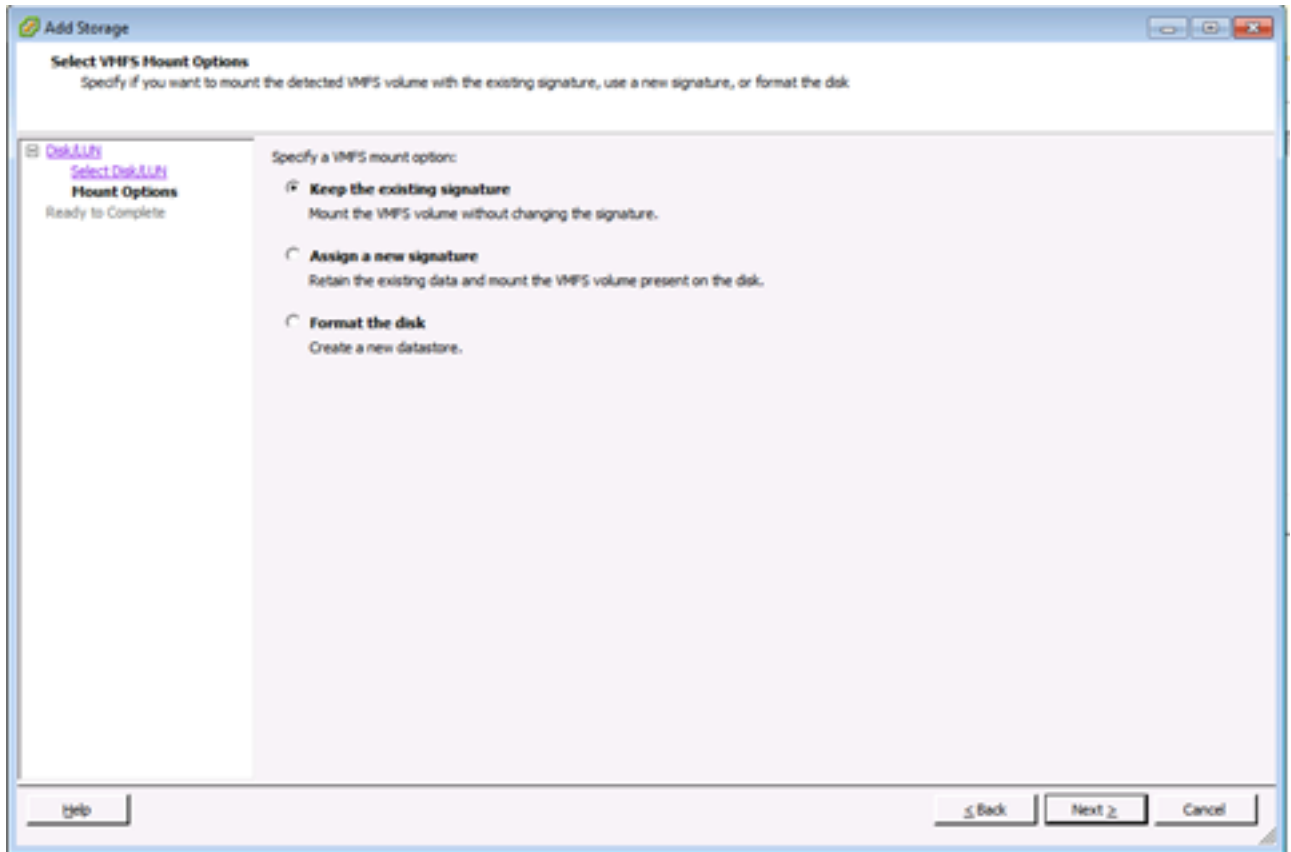 Add Storage
Select VMFS Mount Options
Specify if you want to mount the detected VMFS volume with the existing signature, use a new signature, or format the disk
Disk/LUN
Select Disk/LUN
Mount Options
Ready to Complete
Specify a VMFS mount option:
Keep the existing signature
Mount the VMFS volume without changing the signature.
Assign a new signature
Retain the existing data and mount the VMFS volume present on the disk.
Format the disk
Create a new datastore.
Help
< Back
Next >
Cancel